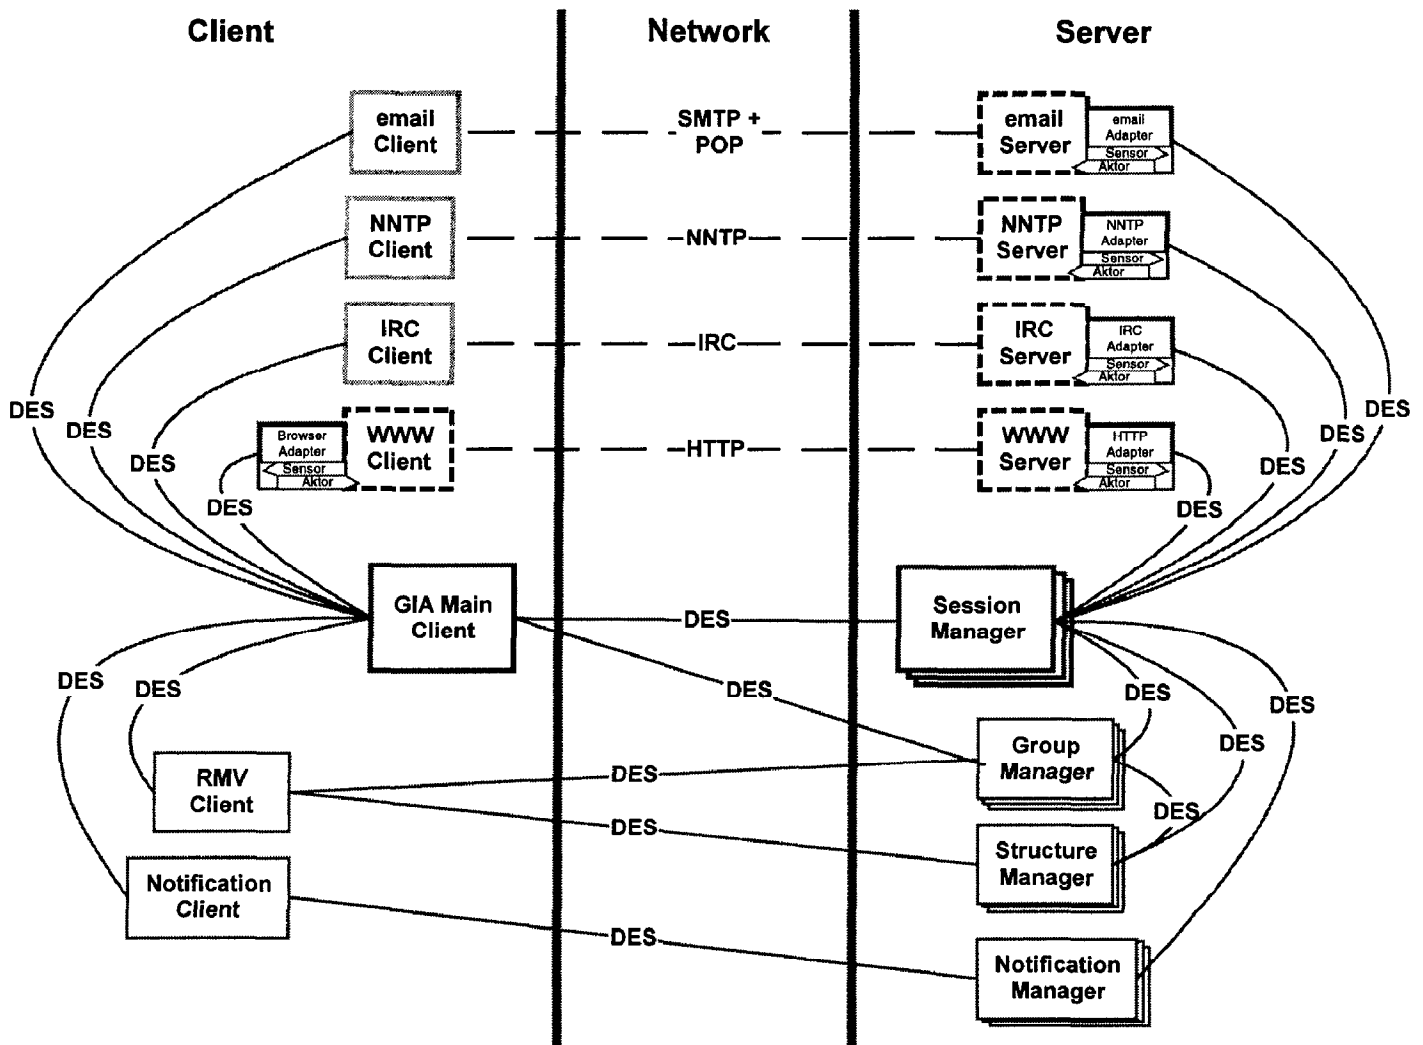 Client
Network
Server
email
Client
SMTP +
POP
email
Server
email
Adapter
Sensor
Aktor
NNTP
Client
NNTP
NNTP
Server
NNTP
Adapter
Sensor
Aktor
IRC
Client
IRC
IRC
Server
IRC
Adapter
Sensor
Aktor
DES
DES
DES
DES
DES
DES
Browser
Adapter
Sensor
Aktor
WWW
Client
HTTP
WWW
Server
HTTP
Adapter
Sensor
Aktor
DES
DES
GIA Main
Client
DES
Session
Manager
DES
DES
DES
DES
DES
DES
RMV
Client
DES
Group
Manager
DES
DES
DES
Structure
Manager
Notification
Client
DES
Notification
Manager